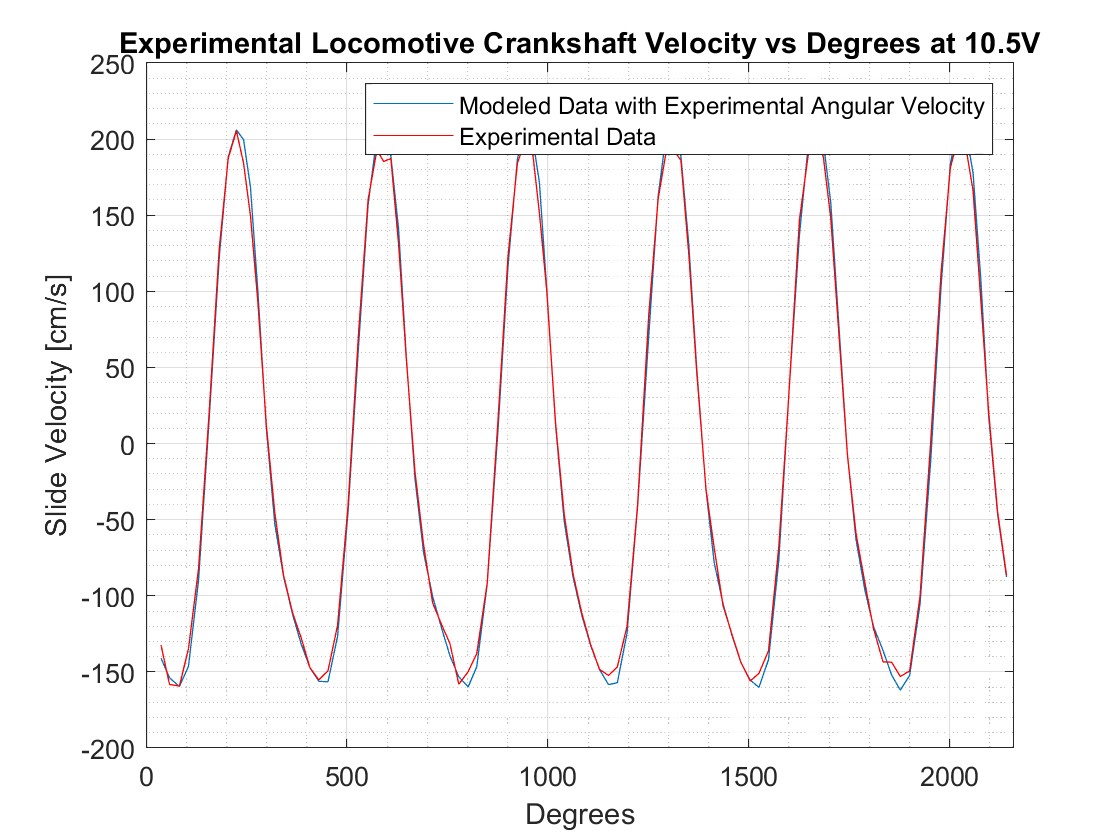 Experimental Locomotive Crankshaft Velocity vs Degrees at 10.5V
250
Modeled Data with Experimental Angular Velocity
Experimental Data
200
150
100
50
0
-50
-100
-150
-200
Slide Velocity [cm/s]
0 500 1000 1500 2000
Degrees